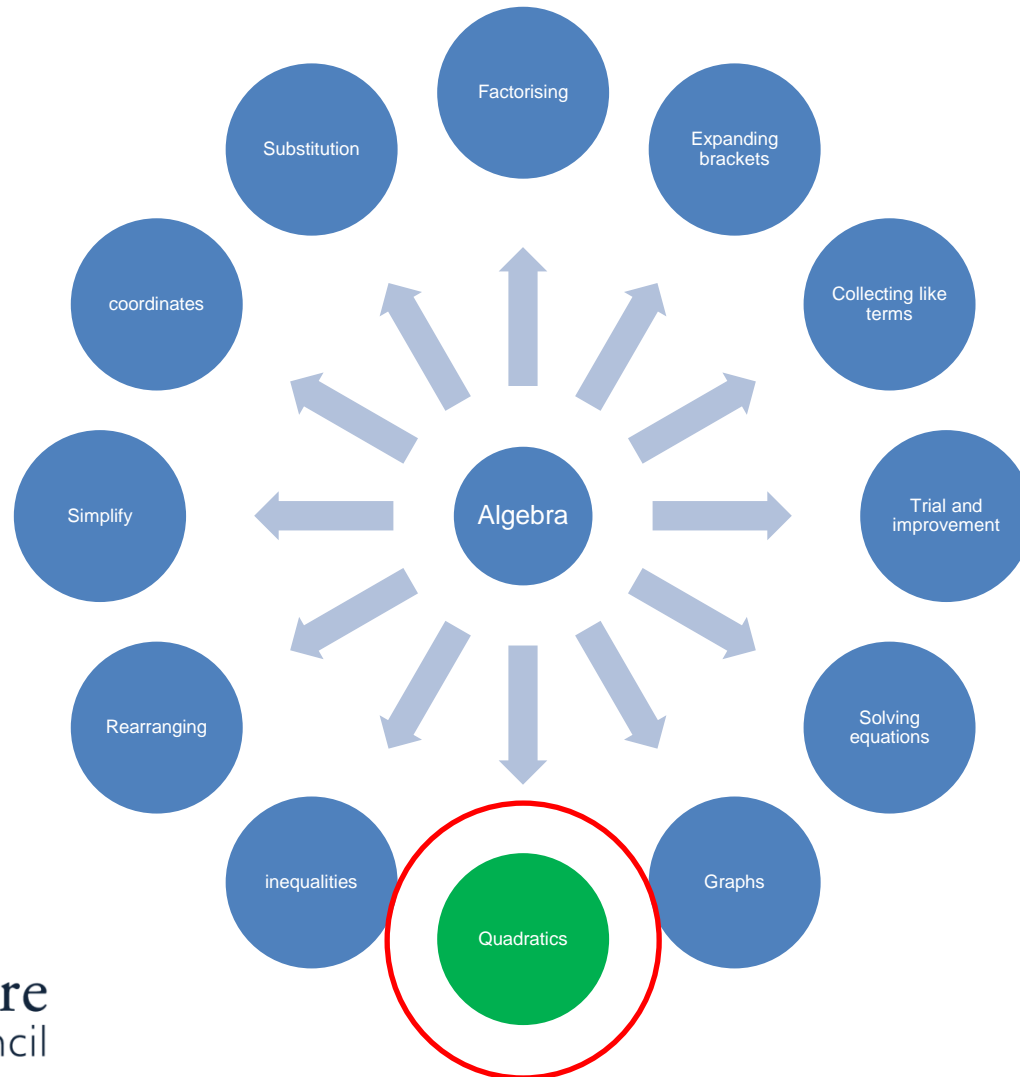 Factorising
Expanding
brackets
Collecting like
terms
Trial and
improvement
Solving
equations
Graphs
Quadratics
inequalities
Rearranging
Simplify
coordinates
Substitution
Algebra
re
ncil